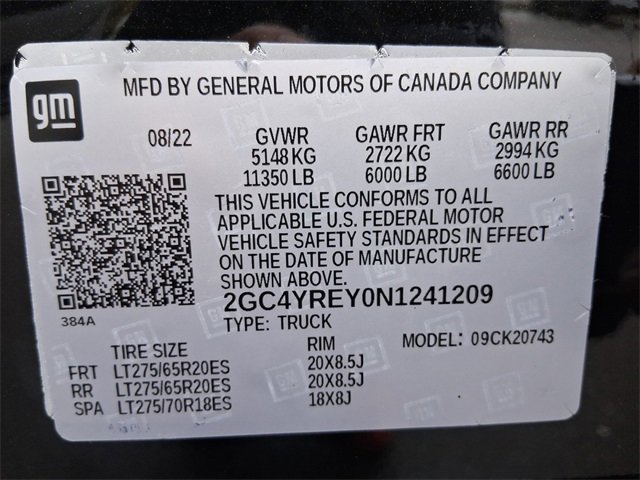 gm
MFD BY GENERAL MOTORS OF CANADA COMPANY
08/22 GVWR GAWR FRT GAWR RR
5148 KG 2722 KG 2994 KG
11350 LB 6000 LB 6600 LB
THIS VEHICLE CONFORMS TO ALL
APPLICABLE U.S. FEDERAL MOTOR
VEHICLE SAFETY STANDARDS IN EFFECT
ON THE DATE OF MANUFACTURE
SHOWN ABOVE.
2GC4YREY0N1241209
384A
TYPE: TRUCK
MODEL: 09CK20743
TIRE SIZE RIM
FRT LT275/65R20ES 20X8.5J
RR LT275/65R20ES 20X8.5J
SPA LT275/70R18ES 18X8J